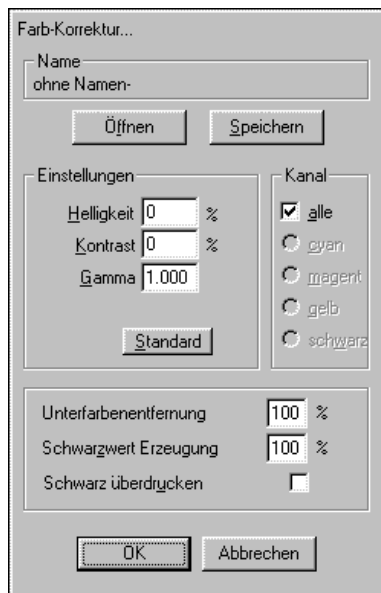 Farb-Korrektur...
Name
ohne Namen-
Öffnen Speichern
Einstellungen
Helligkeit 0 %
Kontrast 0 %
Gamma 1.000
Standard
Kanal
alle
cyan
magent
gelb
schwarz
Unterfarbenentfernung 100 %
Schwarzwert Erzeugung 100 %
Schwarz überdrucken
OK Abbrechen